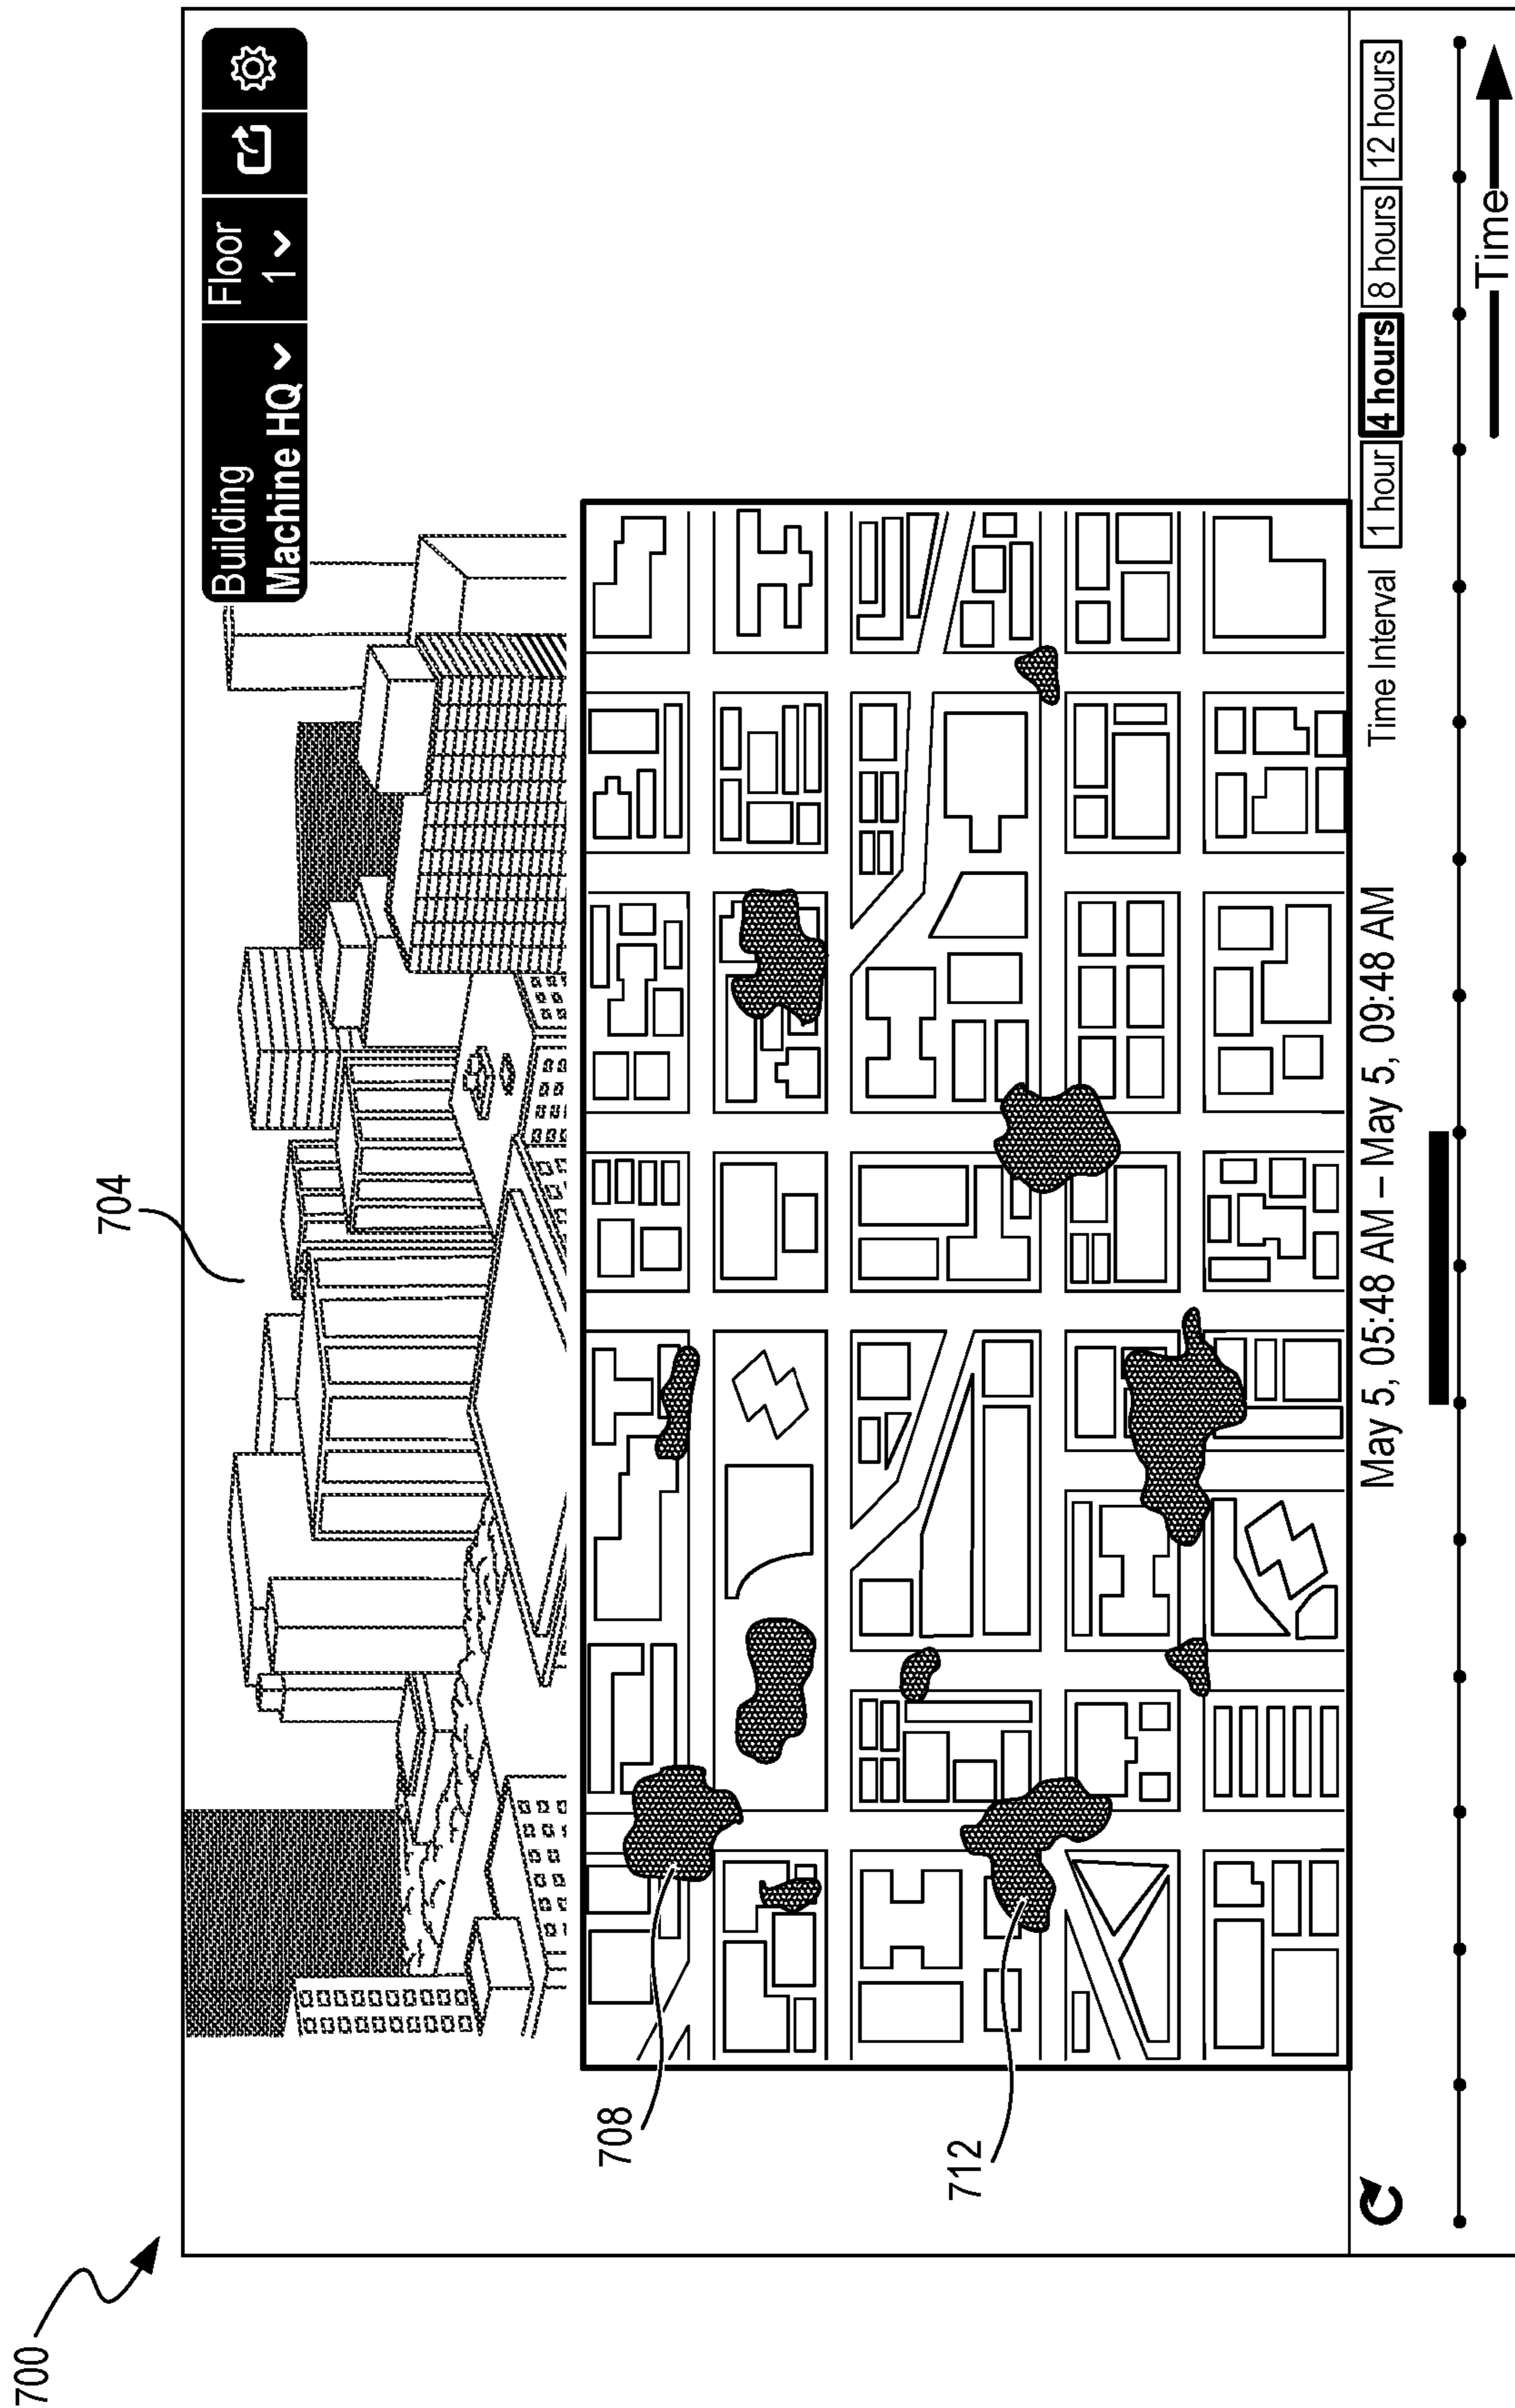 700
704
Building
Machine HQ
Floor
1
708
712
May 5, 05:48 AM – May 5, 09:48 AM
Time Interval
1 hour
4 hours
8 hours
12 hours
Time